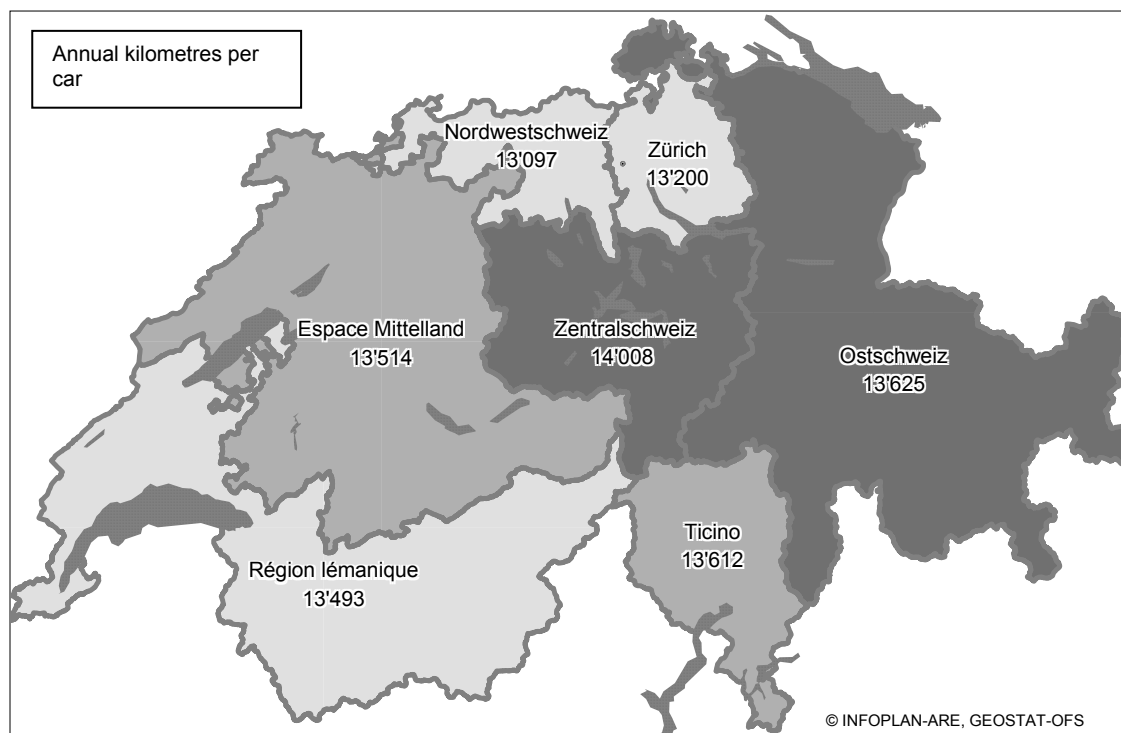 Annual kilometres per
car
Nordwestschweiz
13'097
Zürich
13'200
Espace Mittelland
13'514
Zentralschweiz
14'008
Ostschweiz
13'625
Ticino
13'612
Région lémanique
13'493
© INFOPLAN-ARE, GEOSTAT-OFS